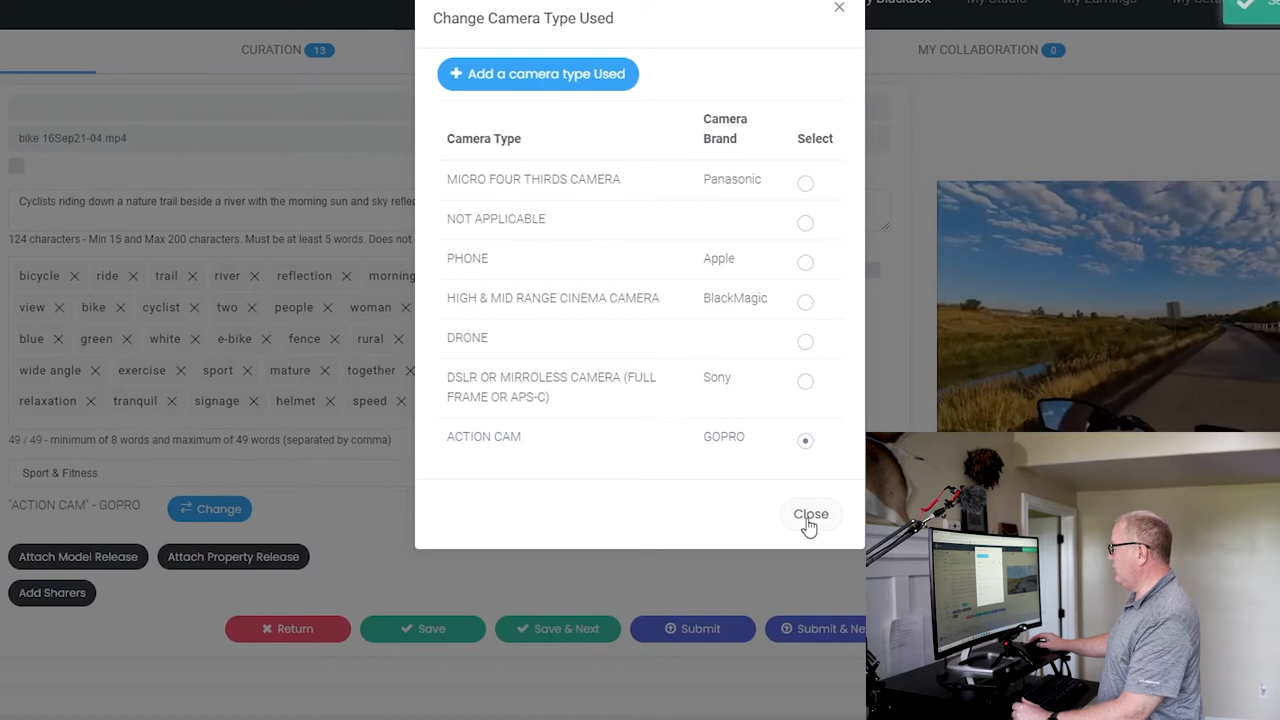 Change Camera Type Used
My Earnings
CURATION 13
MY COLLABORATION 0
+ Add a camera type Used
Camera Type
Camera Brand
Select
MICRO FOUR THIRDS CAMERA
Panasonic
NOT APPLICABLE
PHONE
Apple
HIGH & MID RANGE CINEMA CAMERA
BlackMagic
DRONE
DSLR OR MIRROLESS CAMERA (FULL
FRAME OR APS-C)
Sony
ACTION CAM
GOPRO
Close
bike 16Sep21-04.mp4
Cyclists riding down a nature trail beside a river with the morning sun and sky
124 characters - Min 15 and Max 200 characters. Must be at least 5 words. Does not
bicycle ride trail river reflection morning
view bike cyclist two people woman
blue green white e-bike fence rural
wide angle exercise sport mature together
relaxation tranquil signage helmet speed
49 / 49 - minimum of 8 words and maximum of 49 words (separated by comma)
Sport & Fitness
"ACTION CAM" - GOPRO
Change
Attach Model Release
Attach Property Release
Add Sharers
Return
Save
Save & Next
Submit
Submit &